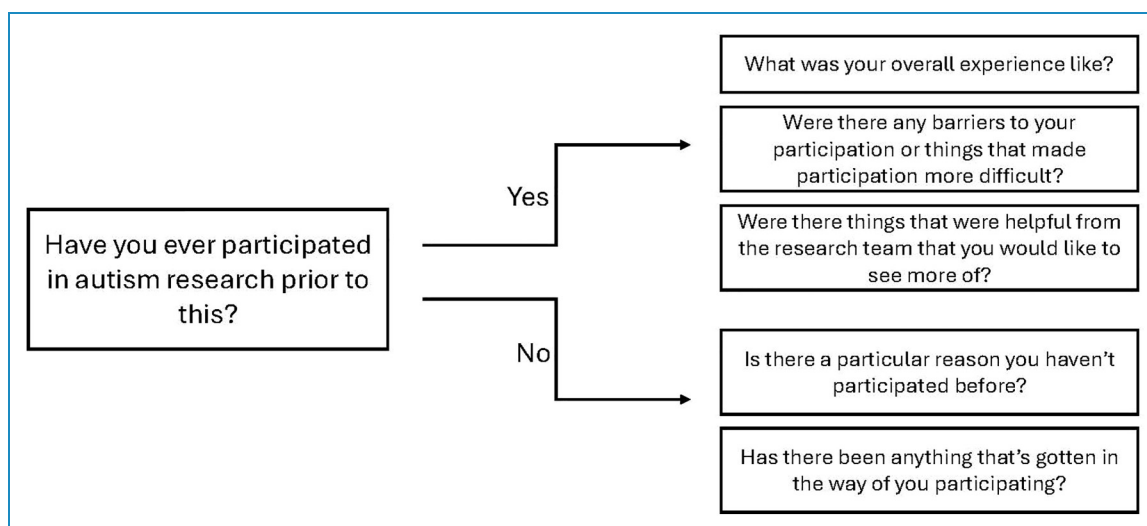 Have you ever participated
in autism research prior to
this?
Yes
No
What was your overall experience like?
Were there any barriers to your
participation or things that made
participation more difficult?
Were there things that were helpful from
the research team that you would like to
see more of?
Is there a particular reason you haven’t
participated before?
Has there been anything that’s gotten in
the way of you participating?